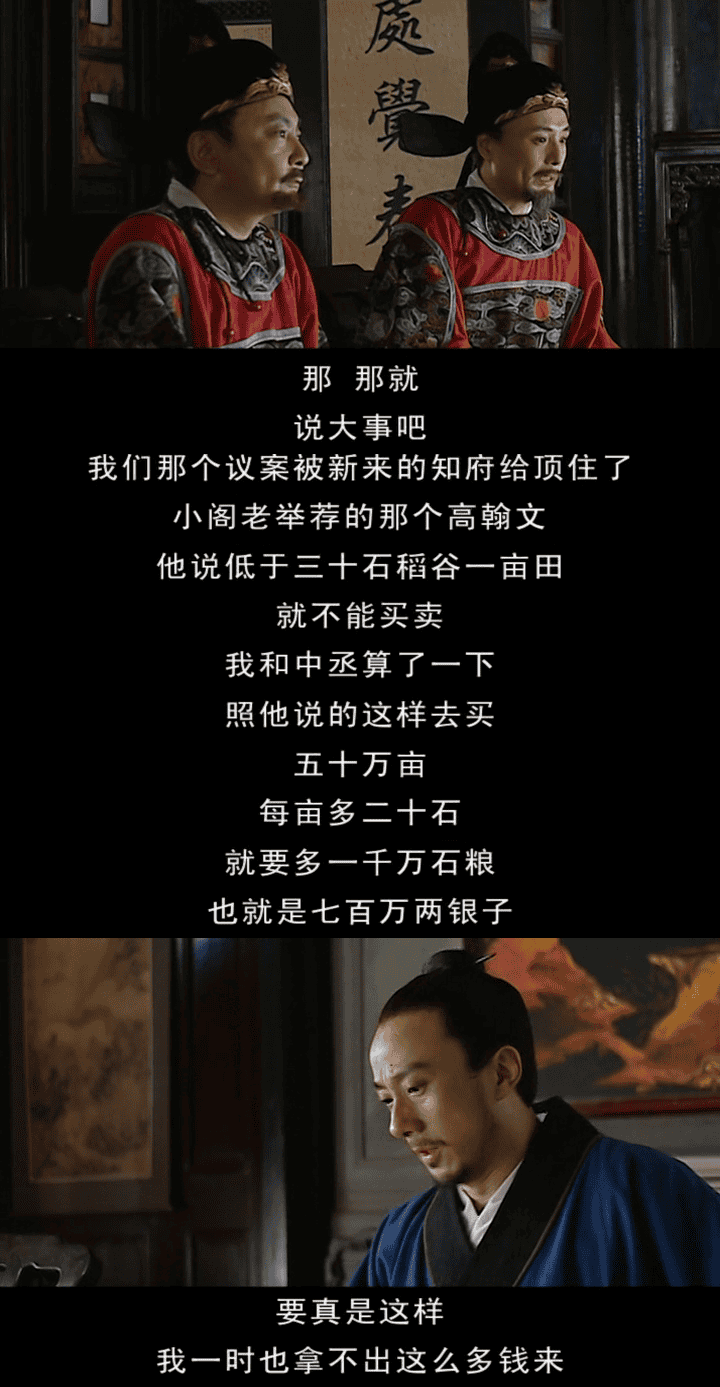 處
覺
那 那就
说大事吧
我们那个议案被新来的知府给顶住了
小阁老举荐的那个高翰文
他说低于三十石稻谷一亩田
就不能买卖
我和中丞算了一下
照他说的这样去买
五十万亩
每亩多二十石
就要多一千万石粮
也就是七百万两银子
要真是这样
我一时也拿不出这么多钱来